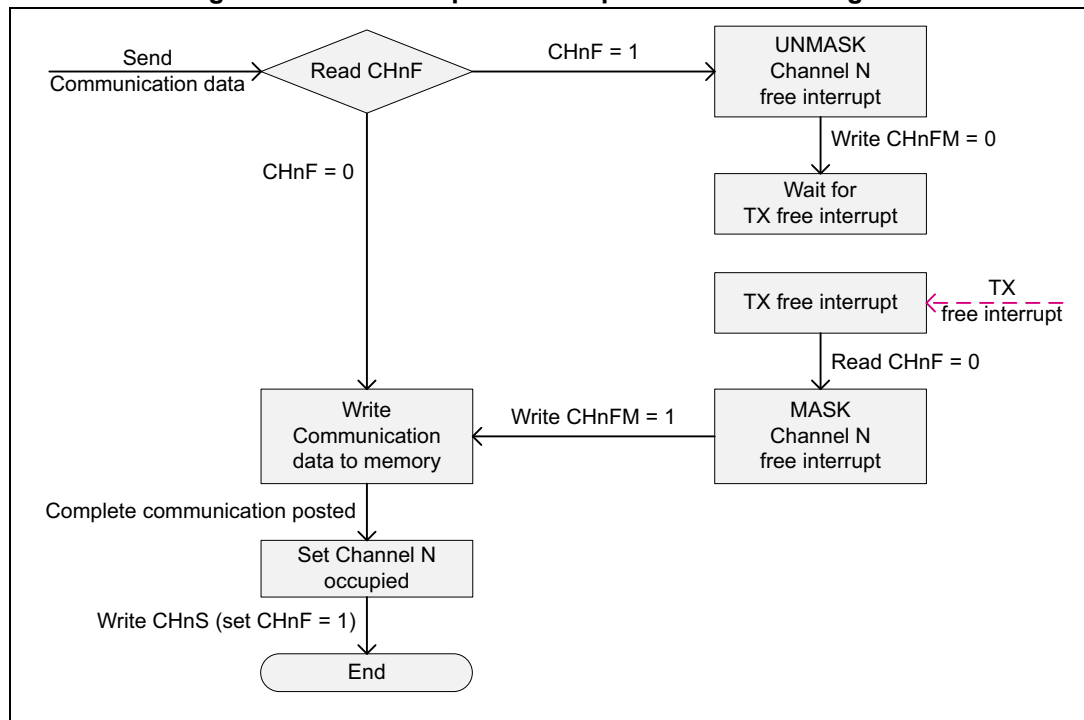 Send
Communication data
Read CHnF
CHnF = 1
UNMASK
Channel N
free interrupt
Write CHnFM = 0
CHnF = 0
Wait for
TX free interrupt
TX free interrupt
TX
free interrupt
Read CHnF = 0
Write
Communication
data to memory
Write CHnFM = 1
MASK
Channel N
free interrupt
Complete communication posted
Set Channel N
occupied
Write CHnS (set CHnF = 1)
End